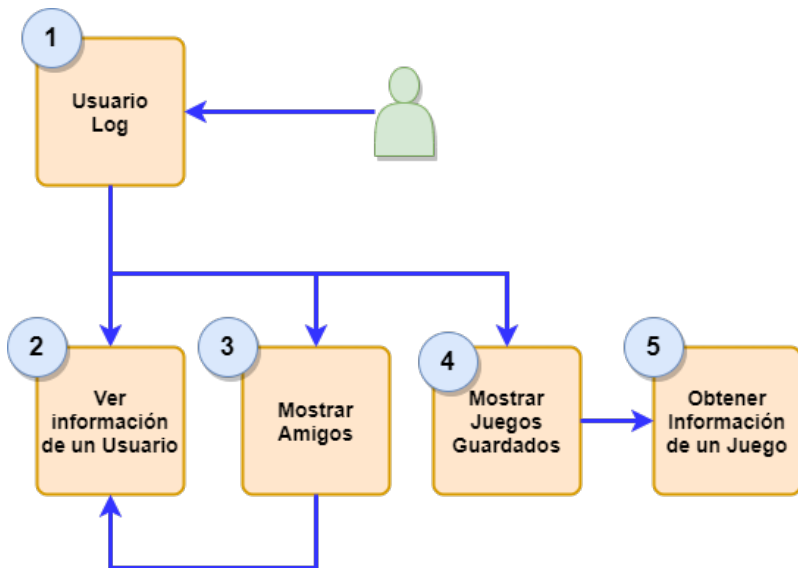 1
Usuario
Log
2
Ver
información
de un Usuario
3
Mostrar
Amigos
4
Mostrar
Juegos
Guardados
5
Obtener
Información
de un Juego